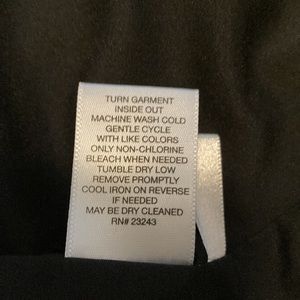 TURN GARMENT
INSIDE OUT
MACHINE WASH COLD
GENTLE CYCLE
WITH LIKE COLORS
ONLY NON-CHLORINE
BLEACH WHEN NEEDED
TUMBLE DRY LOW
REMOVE PROMPTLY
COOL IRON ON REVERSE
IF NEEDED
MAY BE DRY CLEANED
RN# 23243